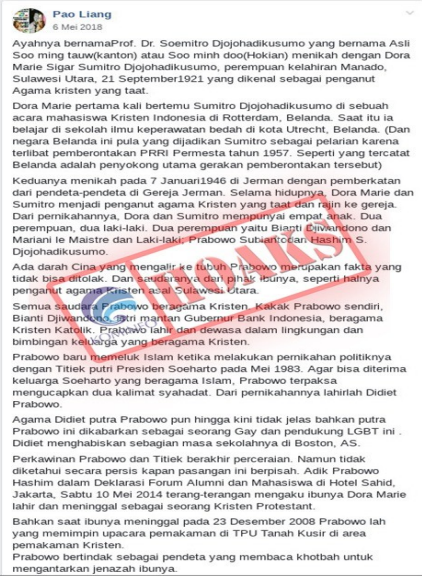 Pao Liang
6 Mei 2018
Ayahnya bernamaProf. Dr. Soemitro Djojohadikusumo yang bernama Asli
Soo ming tauw(kanton) atau Soo minh doo(Hokian) menikah dengan Dora
Marie Sigar Sumitro Djojohadikusumo, perempuan kelahiran Manado,
Sulawesi Utara, 21 September1921 yang dikenal sebagai penganut
Agama kristen yang taat.
Dora Marie pertama kali bertemu Sumitro Djojohadikusumo di sebuah
acara mahasiswa Kristen Indonesia di Rotterdam, Belanda. Saat itu ia
belajar di sekolah ilmu keperawatan bedah di kota Utrecht, Belanda. (Dan
negara Belanda ini pula yang dijadikan Sumitro sebagai pelarian karena
terlibat pemberontakan PRRI Permesta tahun 1957. Seperti yang tercatat
Belanda adalah penyokong utama gerakan pemberontakan tersebut)
Keduanya menikah pada 7 Januari1946 di Jerman dengan pemberkatan
dari pendeta-pendeta di Gereja Jerman. Selama hidupnya, Dora Marie dan
Sumitro menjadi penganut agama Kristen yang taat dan rajin ke gereja.
Dari pernikahannya, Dora dan Sumitro mempunyai empat anak. Dua
perempuan, dua laki-laki. Dua perempuan yaitu Bianti Djiwandono dan
Mariani le Maistre dan Laki-laki, Prabowo Subianto dan Hashim S.
Djojohadikusumo.
Ada darah Cina yang mengalir ke tubuh Prabowo merupakan fakta yang
tidak bisa ditolak. Dan saudaranya dari pihak ibunya, seperti halnya
penganut agama Kristen asal Sulawesi Utara.
Semua saudara Prabowo beragama Kristen. Kakak Prabowo sendiri,
Bianti Djiwandono, istri mantan Gubernur Bank Indonesia, beragama
Kristen Katolik. Prabowo lahir dan dewasa dalam lingkungan dan
bimbingan keluarga yang beragama Kristen.
Prabowo baru memeluk Islam ketika melakukan pernikahan politiknya
dengan Titiek putri Presiden Soeharto pada Mei 1983. Agar bisa diterima
keluarga Soeharto yang beragama Islam, Prabowo terpaksa
mengucapkan dua kalimat syahadat. Dari pernikahannya lahirlah Didiet
Prabowo.
Agama Didiet putra Prabowo pun hingga kini tidak jelas bahkan putra
Prabowo ini dikabarkan sebagai seorang Gay dan pendukung LGBT ini .
Didiet menghabiskan sebagian masa sekolahnya di Boston, AS.
Perkawinan Prabowo dan Titiek berakhir perceraian. Namun tidak
diketahui secara persis kapan pasangan ini berpisah. Adik Prabowo
Hashim dalam Deklarasi Forum Alumni dan Mahasiswa di Hotel Sahid,
Jakarta, Sabtu 10 Mei 2014 terang-terangan mengaku ibunya Dora Marie
lahir dan meninggal sebagai seorang Kristen Protestant.
Bahkan saat ibunya meninggal pada 23 Desember 2008 Prabowo lah
yang memimpin upacara pemakaman di TPU Tanah Kusir di area
pemakaman Kristen.
Prabowo bertindak sebagai pendeta yang membaca khotbah untuk
mengantarkan jenazah ibunya.
HOAKS
KOMINFO